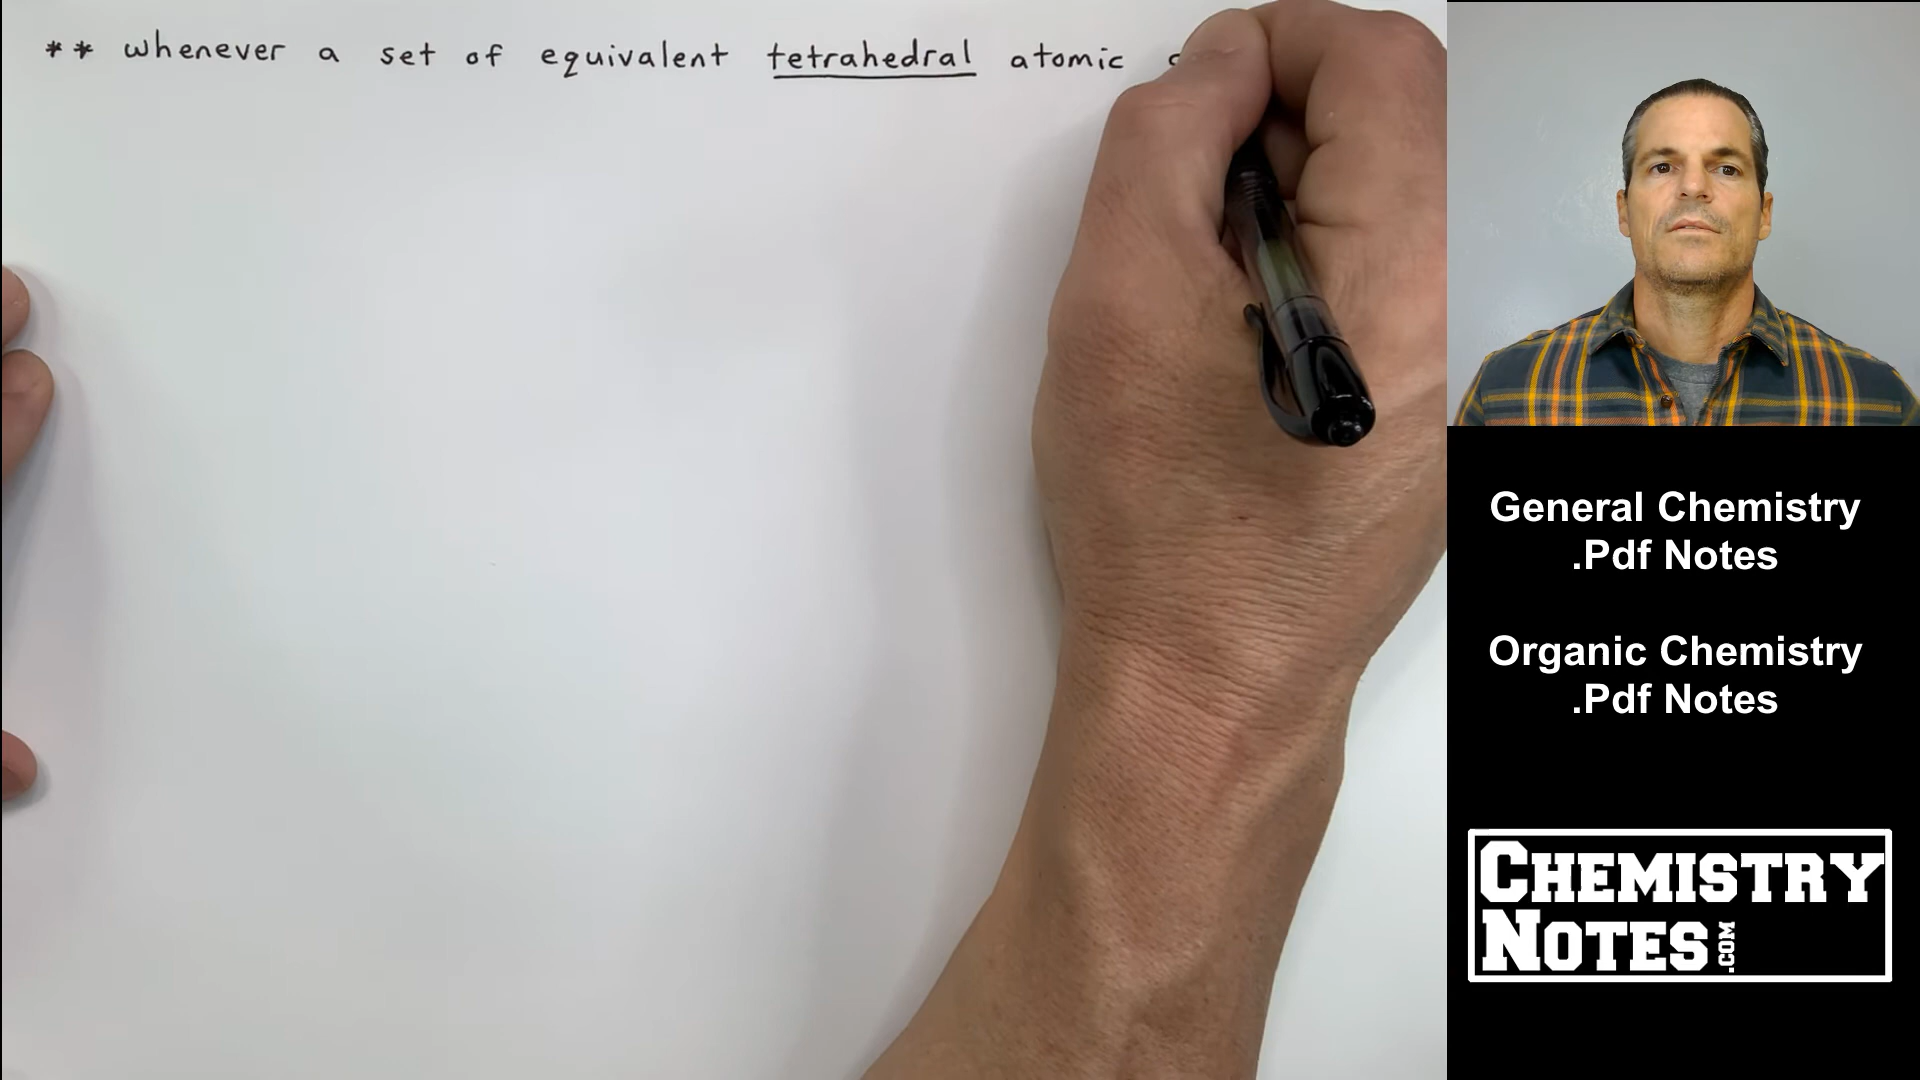 ** whenever a set of equivalent tetrahedral atomic
General Chemistry
.Pdf Notes
Organic Chemistry
.Pdf Notes
CHEMISTRY
NOTES.COM